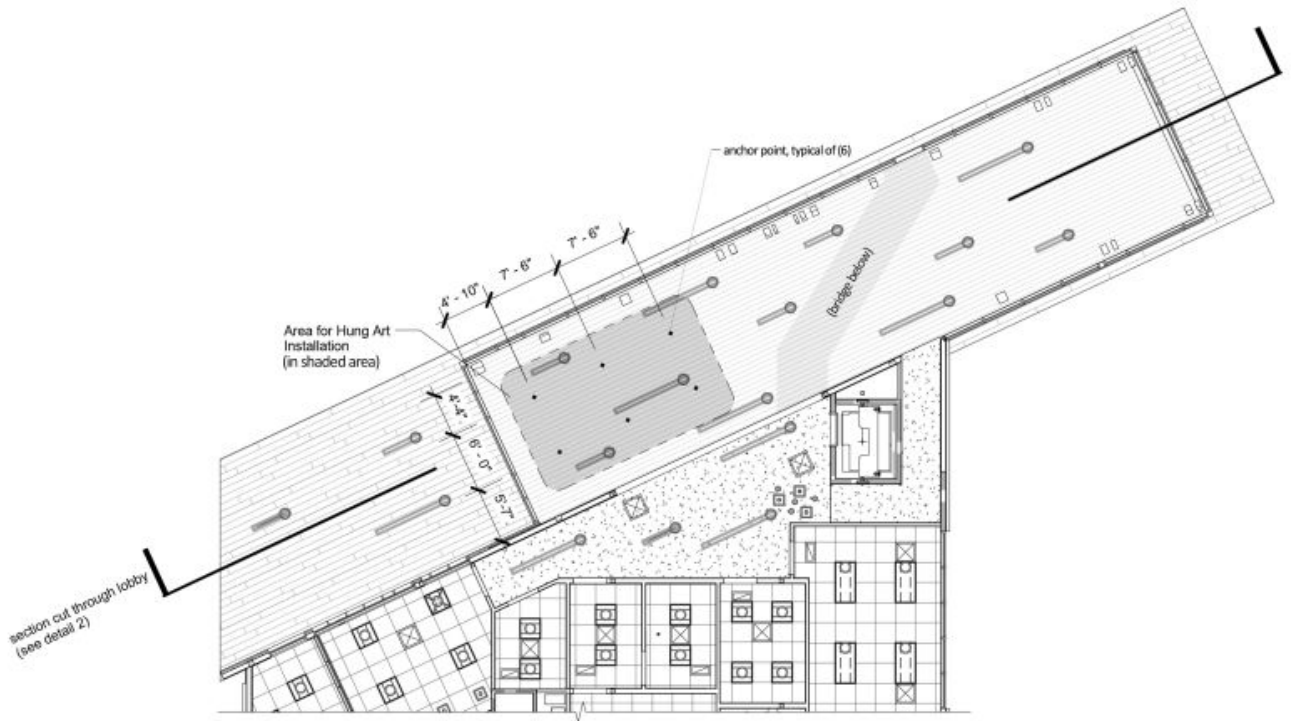 anchor point, typical of (6)
7' - 6"
7' - 6"
4' - 10"
(bridge below)
Area for Hung Art
Installation
(in shaded area)
4'-4"
6' - 0"
5'-7"
section cut through lobby
(see detail 2)